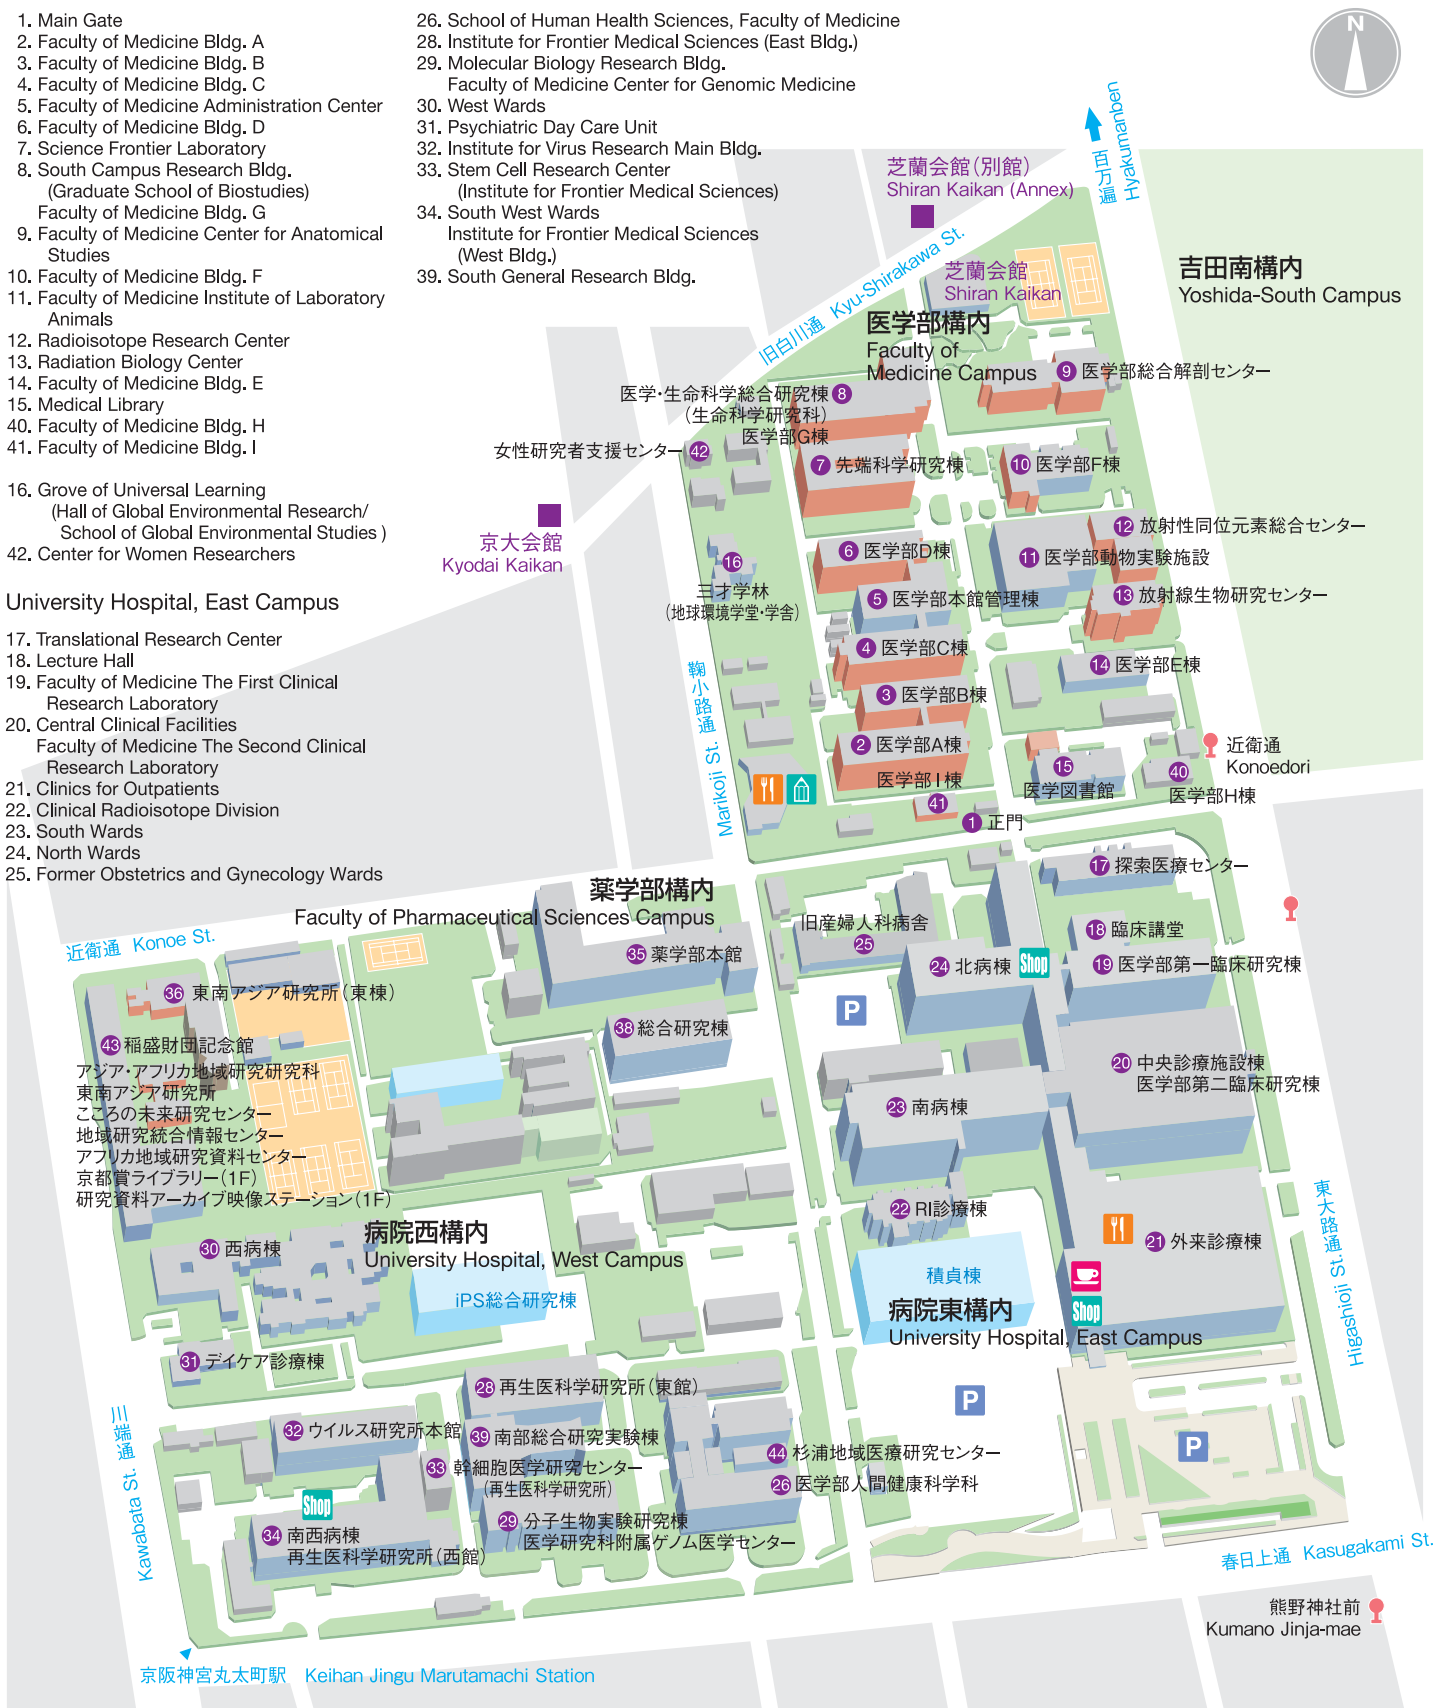 1. Main Gate
2. Faculty of Medicine Bldg. A
3. Faculty of Medicine Bldg. B
4. Faculty of Medicine Bldg. C
5. Faculty of Medicine Administration Center
6. Faculty of Medicine Bldg. D
7. Science Frontier Laboratory
8. South Campus Research Bldg.
(Graduate School of Biostudies)
Faculty of Medicine Bldg. G
9. Faculty of Medicine Center for Anatomical
Studies
10. Faculty of Medicine Bldg. F
11. Faculty of Medicine Institute of Laboratory
Animals
12. Radioisotope Research Center
13. Radiation Biology Center
14. Faculty of Medicine Bldg. E
15. Medical Library
40. Faculty of Medicine Bldg. H
41. Faculty of Medicine Bldg. I
16. Grove of Universal Learning
(Hall of Global Environmental Research/
School of Global Environmental Studies )
42. Center for Women Researchers
University Hospital, East Campus
17. Translational Research Center
18. Lecture Hall
19. Faculty of Medicine The First Clinical
Research Laboratory
20. Central Clinical Facilities
Faculty of Medicine The Second Clinical
Research Laboratory
21. Clinics for Outpatients
22. Clinical Radioisotope Division
23. South Wards
24. North Wards
25. Former Obstetrics and Gynecology Wards
26. School of Human Health Sciences, Faculty of Medicine
28. Institute for Frontier Medical Sciences (East Bldg.)
29. Molecular Biology Research Bldg.
Faculty of Medicine Center for Genomic Medicine
30. West Wards
31. Psychiatric Day Care Unit
32. Institute for Virus Research Main Bldg.
33. Stem Cell Research Center
(Institute for Frontier Medical Sciences)
34. South West Wards
Institute for Frontier Medical Sciences
(West Bldg.)
39. South General Research Bldg.
N
百万遍
Hyakumanben
芝蘭会館(別館)
Shiran Kaikan (Annex)
旧白川通 Kyu-Shirakawa St.
芝蘭会館
Shiran Kaikan
吉田南構内
Yoshida-South Campus
医学部構内
Faculty of
Medicine Campus
9 医学部総合解剖センター
医学・生命科学総合研究棟 8
(生命科学研究科)
医学部G棟
女性研究者支援センター 42
7 先端科学研究棟
10 医学部F棟
京大会館
Kyodai Kaikan
12 放射性同位元素総合センター
6 医学部D棟
11 医学部動物実験施設
16
三才学林
(地球環境学堂・学舎)
5 医学部本館管理棟
13 放射線生物研究センター
4 医学部C棟
14 医学部E棟
鞠小路通 Marikoji St.
3 医学部B棟
2 医学部A棟
近衛通
Konoedori
15
医学図書館
40
医学部H棟
医学部I棟
41
1 正門
17 探索医療センター
薬学部構内
Faculty of Pharmaceutical Sciences Campus
近衛通 Konoe St.
旧産婦人科病舎
25
18 臨床講堂
35 薬学部本館
24 北病棟
Shop
19 医学部第一臨床研究棟
36 東南アジア研究所(東棟)
P
38 総合研究棟
43 稲盛財団記念館
アジア・アフリカ地域研究研究科
東南アジア研究所
こころの未来研究センター
地域研究統合情報センター
アフリカ地域研究資料センター
京都賞ライブラリー(1F)
研究資料アーカイブ映像ステーション(1F)
20 中央診療施設棟
医学部第二臨床研究棟
23 南病棟
22 RI診療棟
東大路通 Higashioji St.
病院西構内
University Hospital, West Campus
30 西病棟
21 外来診療棟
積貞棟
iPS総合研究棟
Shop
病院東構内
University Hospital, East Campus
31 デイケア診療棟
28 再生医科学研究所(東館)
P
川端通 Kawabata St.
32 ウイルス研究所本館
39 南部総合研究実験棟
P
44 杉浦地域医療研究センター
33 幹細胞医学研究センター
(再生医科学研究所)
26 医学部人間健康科学科
Shop
34 南西病棟
再生医科学研究所(西館)
29 分子生物実験研究棟
医学研究科附属ゲノム医学センター
春日上通 Kasugakami St.
熊野神社前
Kumano Jinja-mae
京阪神宮丸太町駅 Keihan Jingu Marutamachi Station